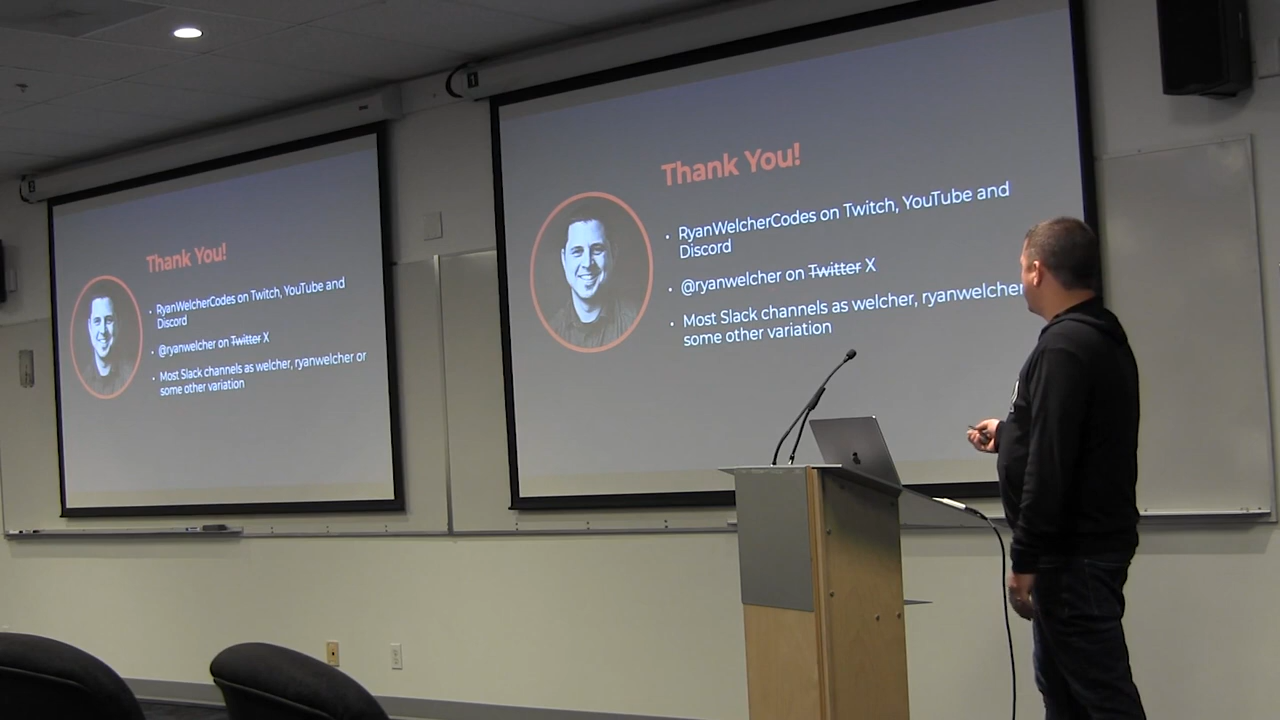 Thank You!
• RyanWelcherCodes on Twitch, YouTube and
Discord
• @ryanwelcher on Twitter X
• Most Slack channels as welcher, ryanwelcher or
some other variation
Thank You!
• RyanWelcherCodes on Twitch, YouTube and
Discord
• @ryanwelcher on Twitter X
• Most Slack channels as welcher, ryanwelcher
some other variation
2
1